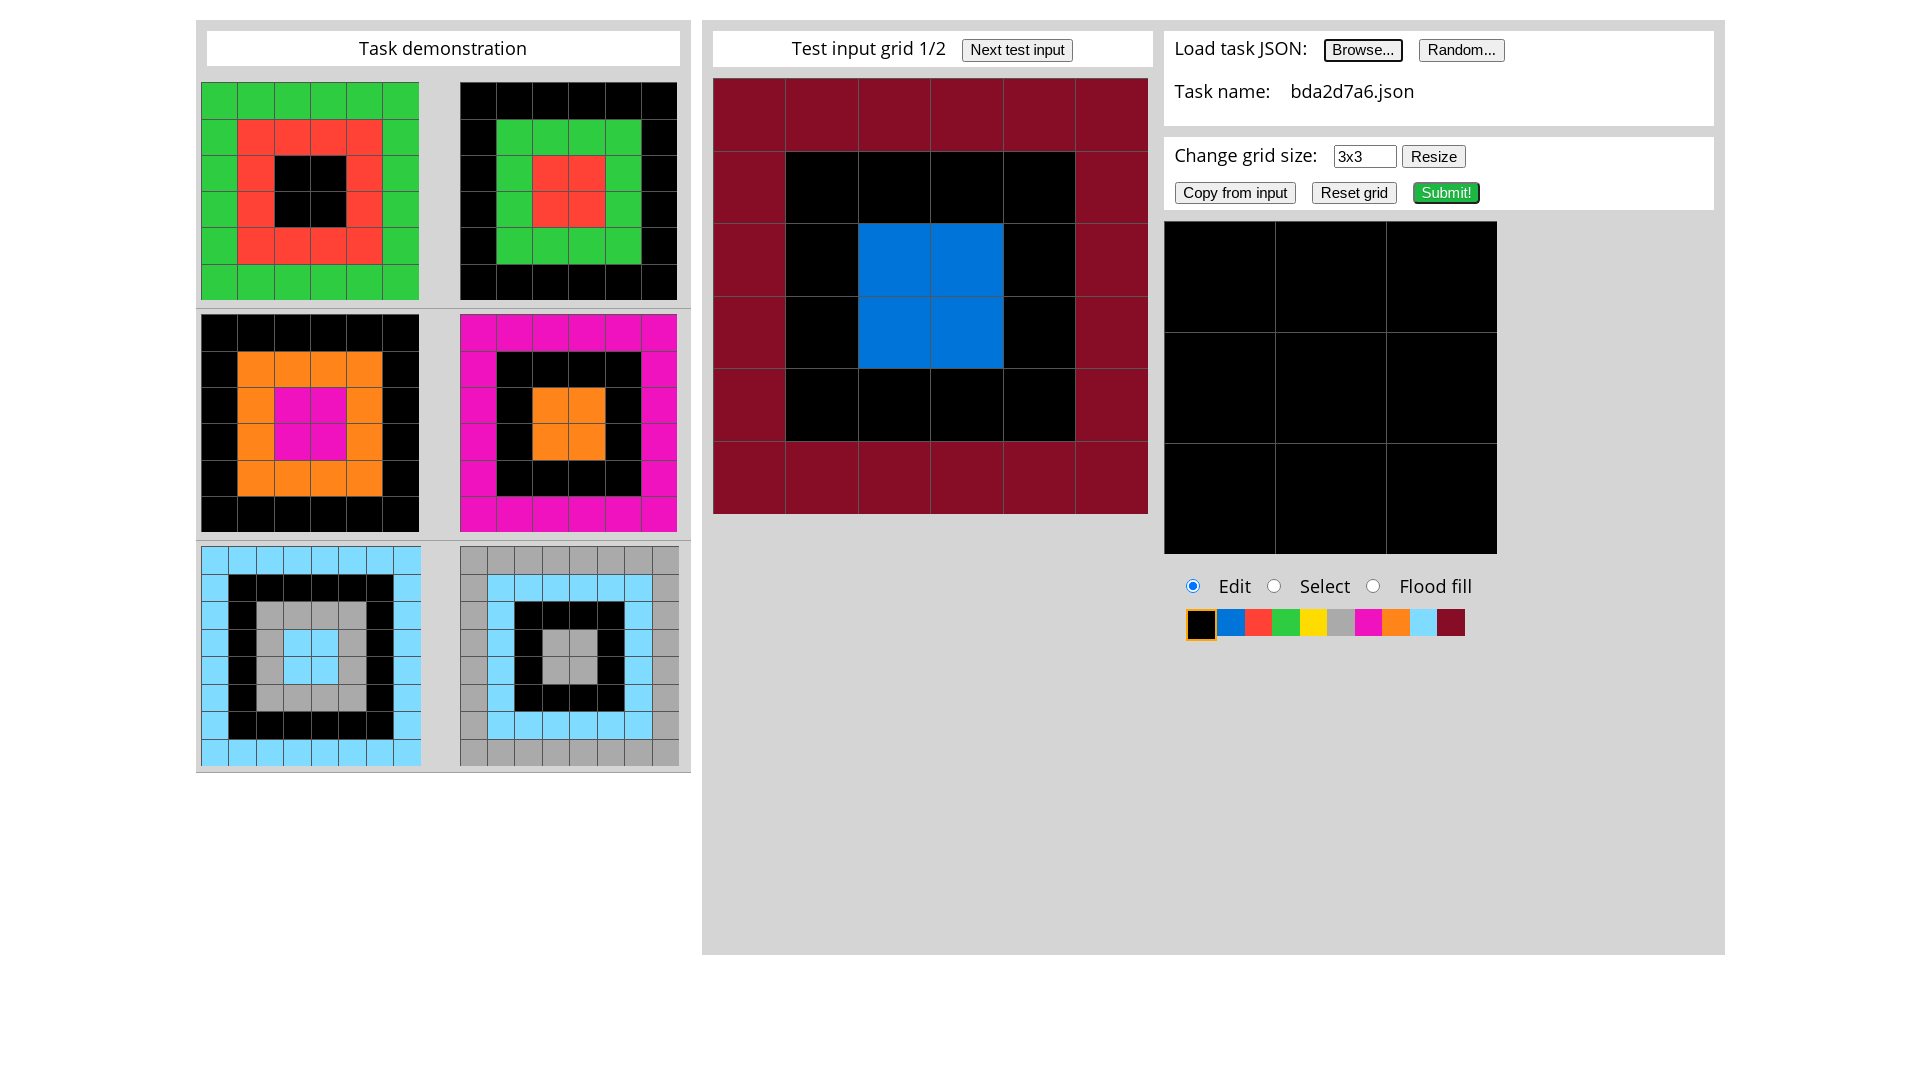 Task demonstration
Test input grid 1/2 Next test input
Load task JSON: Browse... Random...
Task name: bda2d7a6.json
Change grid size: 3x3 Resize
Copy from input Reset grid Submit!
Edit Select Flood fill